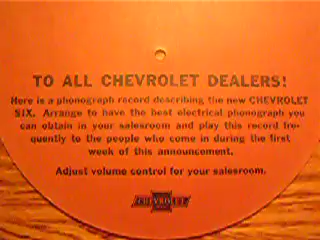 TO ALL CHEVROLET DEALERS!
Here is a phonograph record describing the new CHEVROLET
SIX. Arrange to have the best electrical phonograph you
can obtain in your salesroom and play this record fre-
quently to the people who come in during the first
week of this announcement.
Adjust volume control for your salesroom.
CHEVROLET